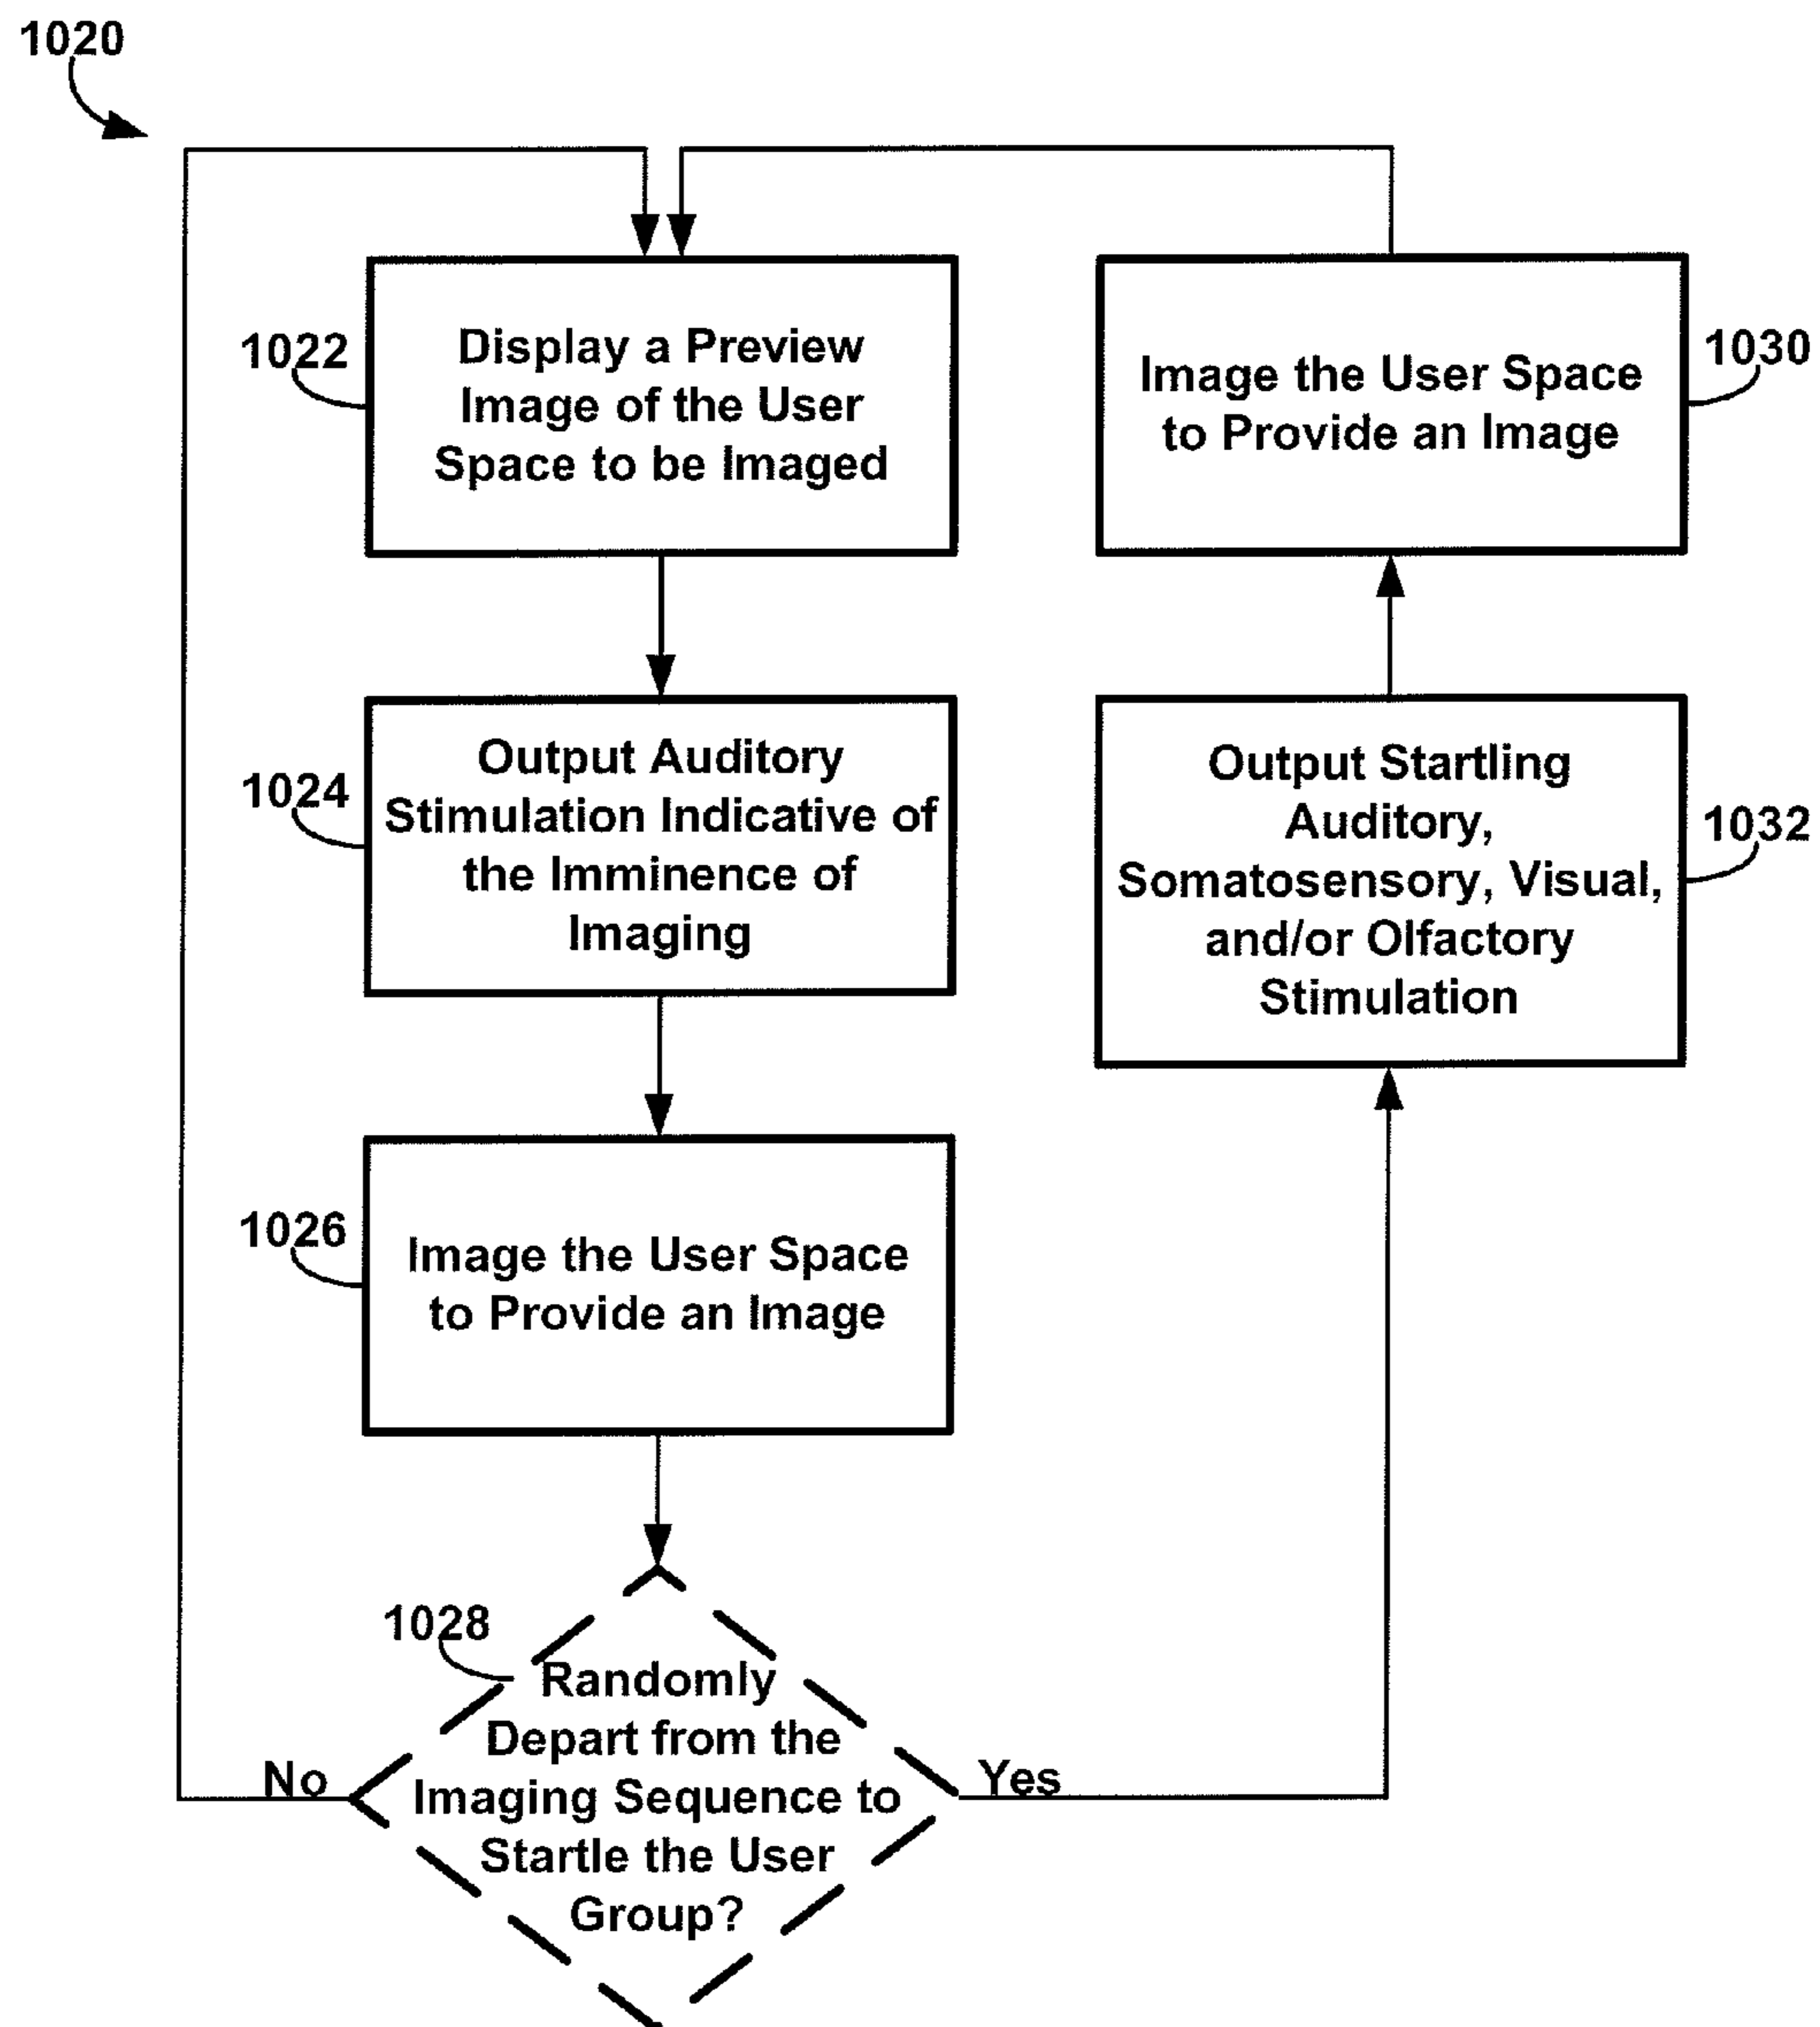 1020
1022
Display a Preview
Image of the User
Space to be Imaged
1024
Output Auditory
Stimulation Indicative of
the Imminence of
Imaging
1026
Image the User Space
to Provide an Image
1028
Randomly
Depart from the
Imaging Sequence to
Startle the User
Group?
No
Yes
1032
Output Startling
Auditory,
Somatosensory, Visual,
and/or Olfactory
Stimulation
1030
Image the User Space
to Provide an Image